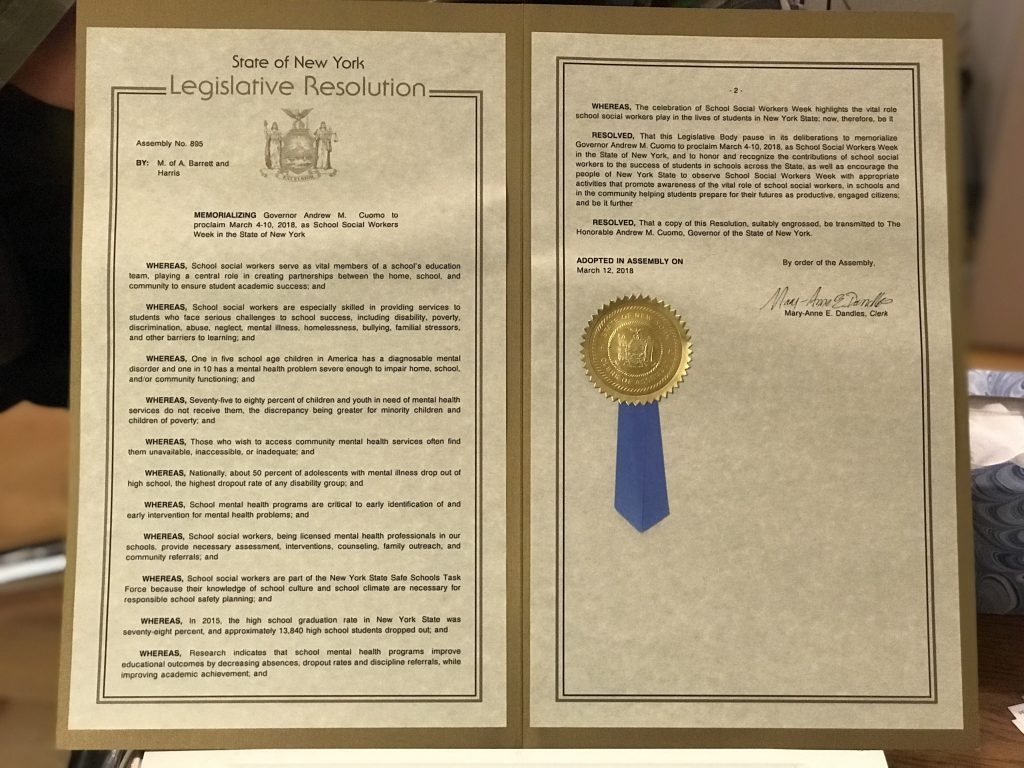 State of New York
Legislative Resolution
EXCELSIOR
Assembly No. 895
BY: M. of A. Barrett and
Harris
MEMORIALIZING Governor Andrew M. Cuomo to
proclaim March 4-10, 2018, as School Social Workers
Week in the State of New York
WHEREAS, School social workers serve as vital members of a school's education
team, playing a central role in creating partnerships between the home, school, and
community to ensure student academic success; and
WHEREAS, School social workers are especially skilled in providing services to
students who face serious challenges to school success, including disability, poverty,
discrimination, abuse, neglect, mental illness, homelessness, bullying, familial stressors,
and other barriers to learning; and
WHEREAS, One in five school age children in America has a diagnosable mental
disorder and one in 10 has a mental health problem severe enough to impair home, school,
and/or community functioning; and
WHEREAS, Seventy-five to eighty percent of children and youth in need of mental health
services do not receive them, the discrepancy being greater for minority children and
children of poverty; and
WHEREAS, Those who wish to access community mental health services often find
them unavailable, inaccessible, or inadequate; and
WHEREAS, Nationally, about 50 percent of adolescents with mental illness drop out of
high school, the highest dropout rate of any disability group; and
WHEREAS, School mental health programs are critical to early identification of and
early intervention for mental health problems; and
WHEREAS, School social workers, being licensed mental health professionals in our
schools, provide necessary assessment, interventions, counseling, family outreach, and
community referrals; and
WHEREAS, School social workers are part of the New York State Safe Schools Task
Force because their knowledge of school culture and school climate are necessary for
responsible school safety planning; and
WHEREAS, In 2015, the high school graduation rate in New York State was
seventy-eight percent, and approximately 13,840 high school students dropped out; and
WHEREAS, Research indicates that school mental health programs improve
educational outcomes by decreasing absences, dropout rates and discipline referrals, while
improving academic achievement; and
- 2 -
WHEREAS, The celebration of School Social Workers Week highlights the vital role
school social workers play in the lives of students in New York State; now, therefore, be it
RESOLVED, That this Legislative Body pause in its deliberations to memorialize
Governor Andrew M. Cuomo to proclaim March 4-10, 2018, as School Social Workers Week
in the State of New York, and to honor and recognize the contributions of school social
workers to the success of students in schools across the State, as well as encourage the
people of New York State to observe School Social Workers Week with appropriate
activities that promote awareness of the vital role of school social workers, in schools and
in the community helping students prepare for their futures as productive, engaged citizens;
and be it further
RESOLVED, That a copy of this Resolution, suitably engrossed, be transmitted to The
Honorable Andrew M. Cuomo, Governor of the State of New York.
ADOPTED IN ASSEMBLY ON
March 12, 2018
By order of the Assembly,
Mary-Anne E Dandles
Mary-Anne E. Dandles, Clerk